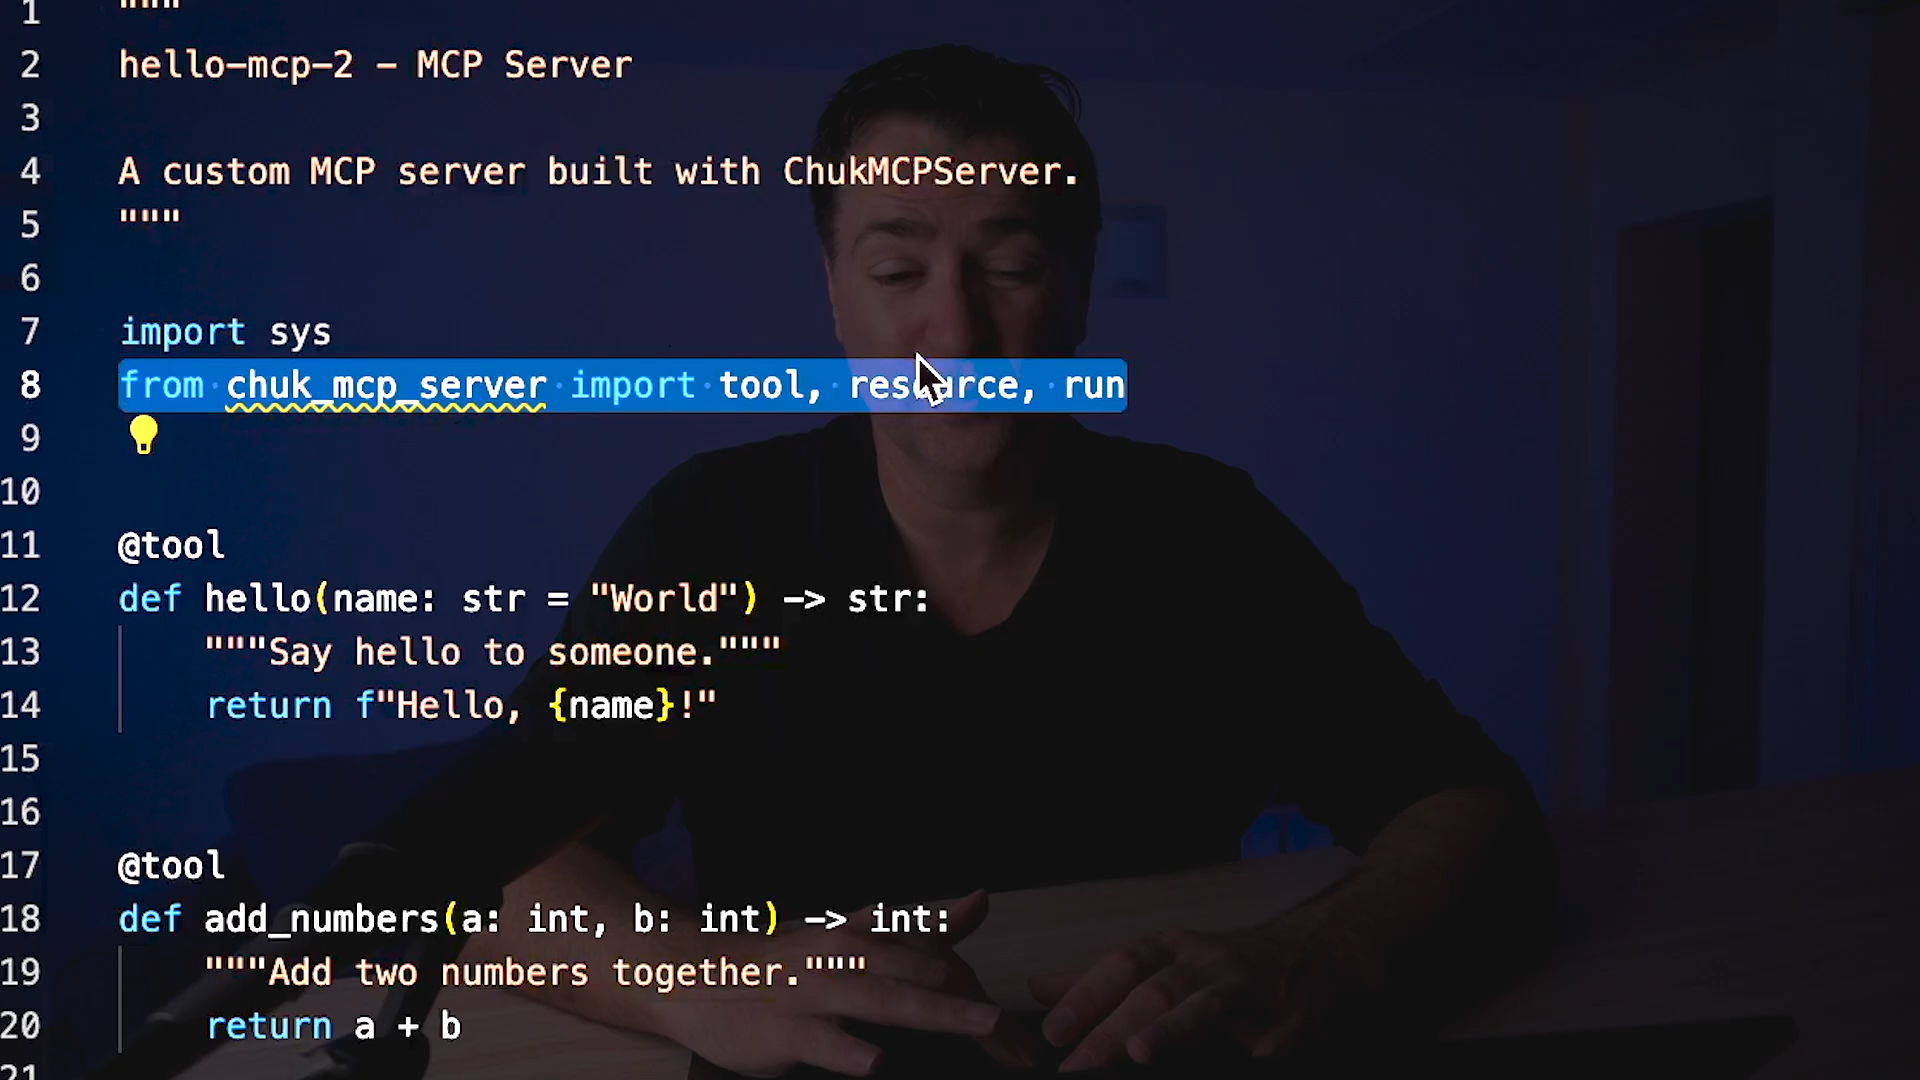 1 """
2 hello-mcp-2 - MCP Server
3
4 A custom MCP server built with ChukMCPServer.
5 """
6
7 import sys
8 from chuk_mcp_server import tool, resource, run
9
10
11 @tool
12 def hello(name: str = "World") -> str:
13     """Say hello to someone."""
14     return f"Hello, {name}!"
15
16
17 @tool
18 def add_numbers(a: int, b: int) -> int:
19     """Add two numbers together."""
20     return a + b
21